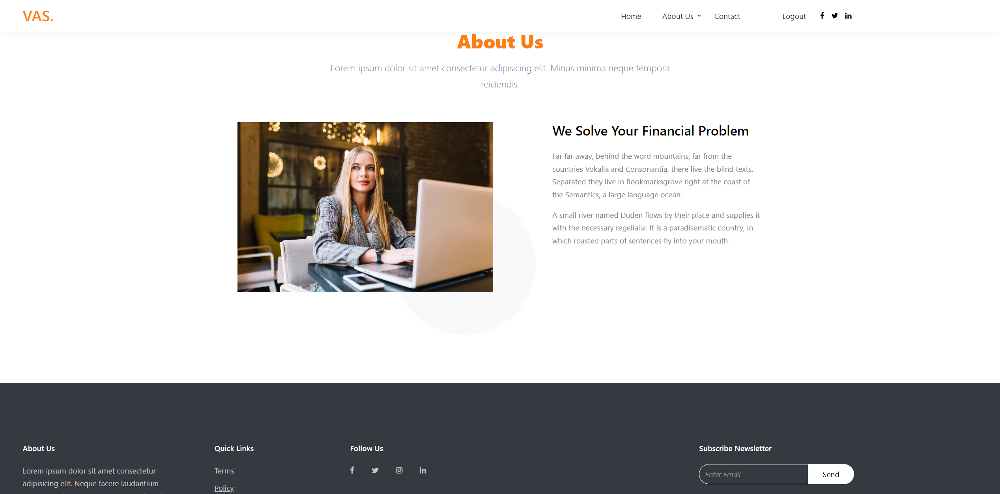 VAS.
Home About Us Contact Logout
About Us
Lorem ipsum dolor sit amet consectetur adipisicing elit. Minus minima neque tempora
reiciendis.
We Solve Your Financial Problem
Far far away, behind the word mountains, far from the
countries Vokalia and Consonantia, there live the blind texts.
Separated they live in Bookmarksgrove right at the coast of
the Semantics, a large language ocean.
A small river named Duden flows by their place and supplies it
with the necessary regelialia. It is a paradisematic country, in
which roasted parts of sentences fly into your mouth.
About Us
Lorem ipsum dolor sit amet consectetur
adipisicing elit. Neque facere laudantium
Quick Links
Terms
Policy
Follow Us
Subscribe Newsletter
Enter Email Send